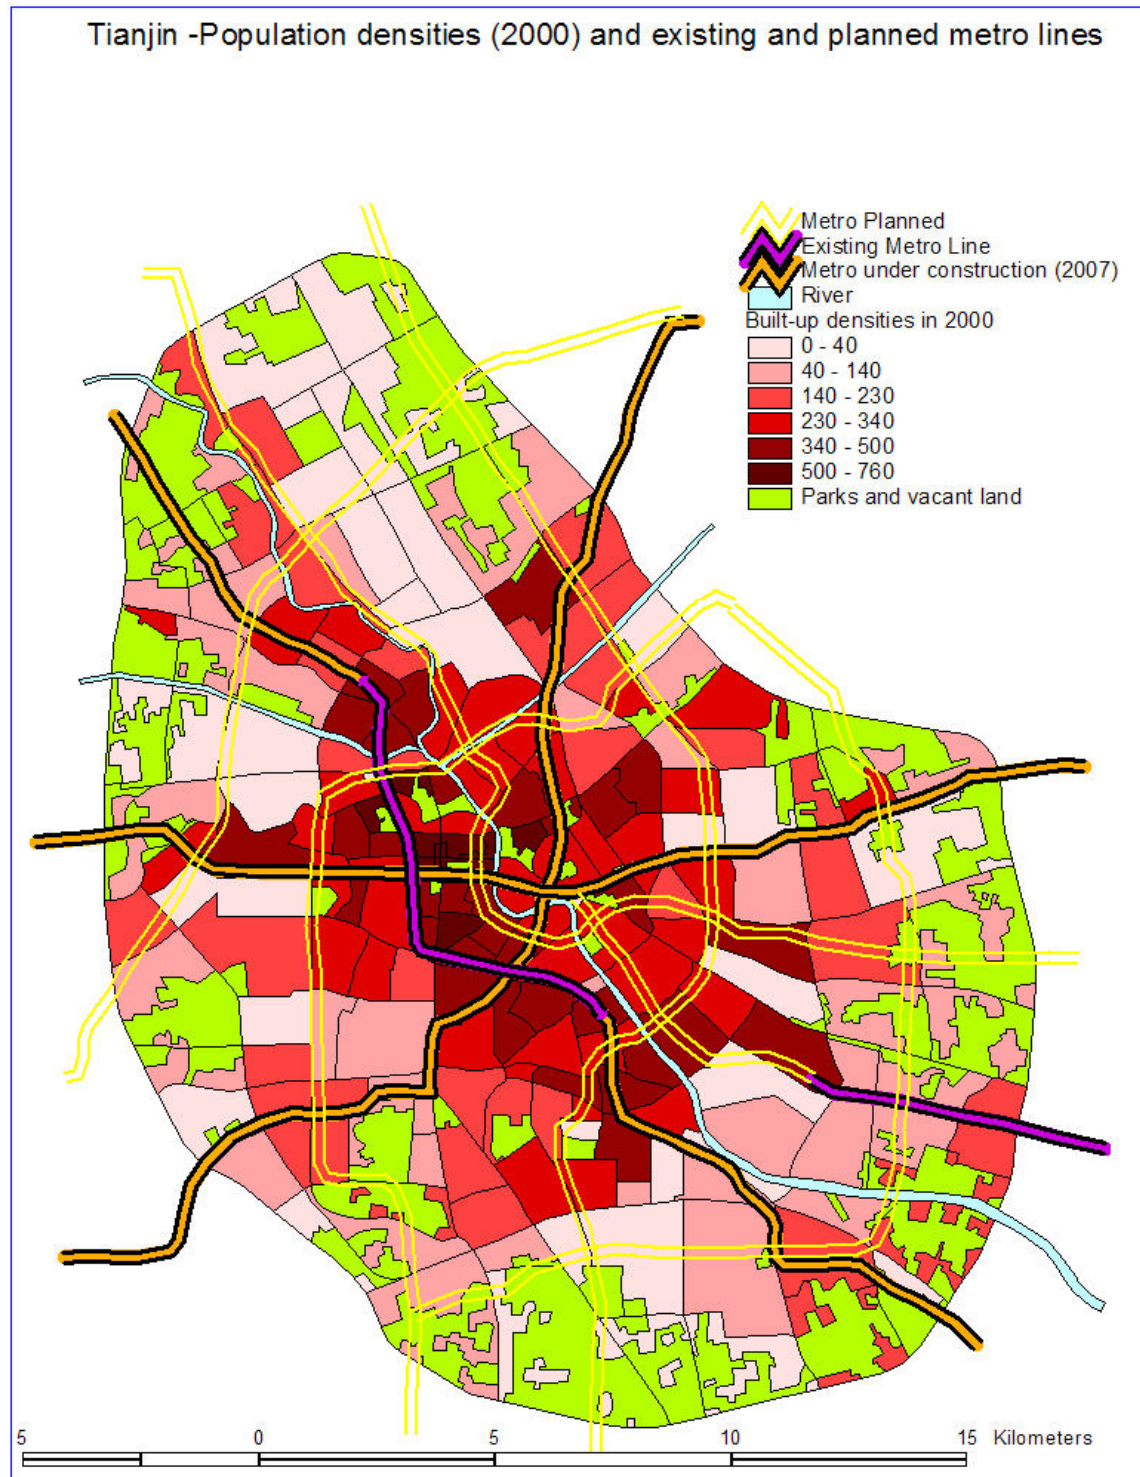 Tianjin -Population densities (2000) and existing and planned metro lines
Metro Planned
Existing Metro Line
Metro under construction (2007)
River
Built-up densities in 2000
0 - 40
40 - 140
140 - 230
230 - 340
340 - 500
500 - 760
Parks and vacant land
5 0 5 10 15 Kilometers